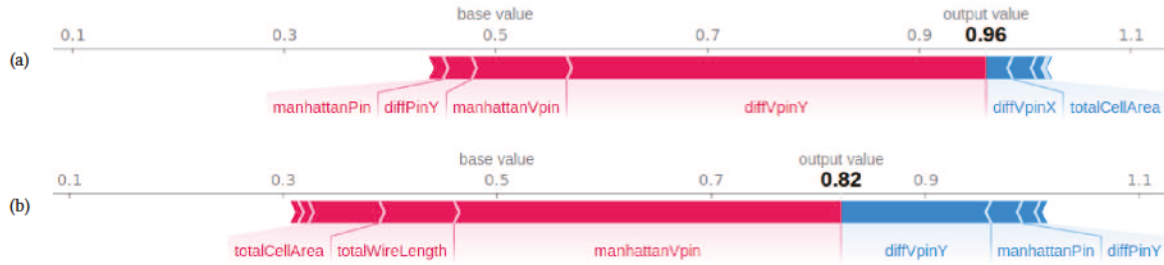 base value output value
0.1 0.3 0.5 0.7 0.9 0.96 1.1
(a)
manhattanPin diffPinY manhattanVpin diffVpinY diffVpinX totalCellArea
base value output value
0.1 0.3 0.5 0.7 0.82 0.9 1.1
(b)
totalCellArea totalWireLength manhattanVpin diffVpinY manhattanPin diffPinY